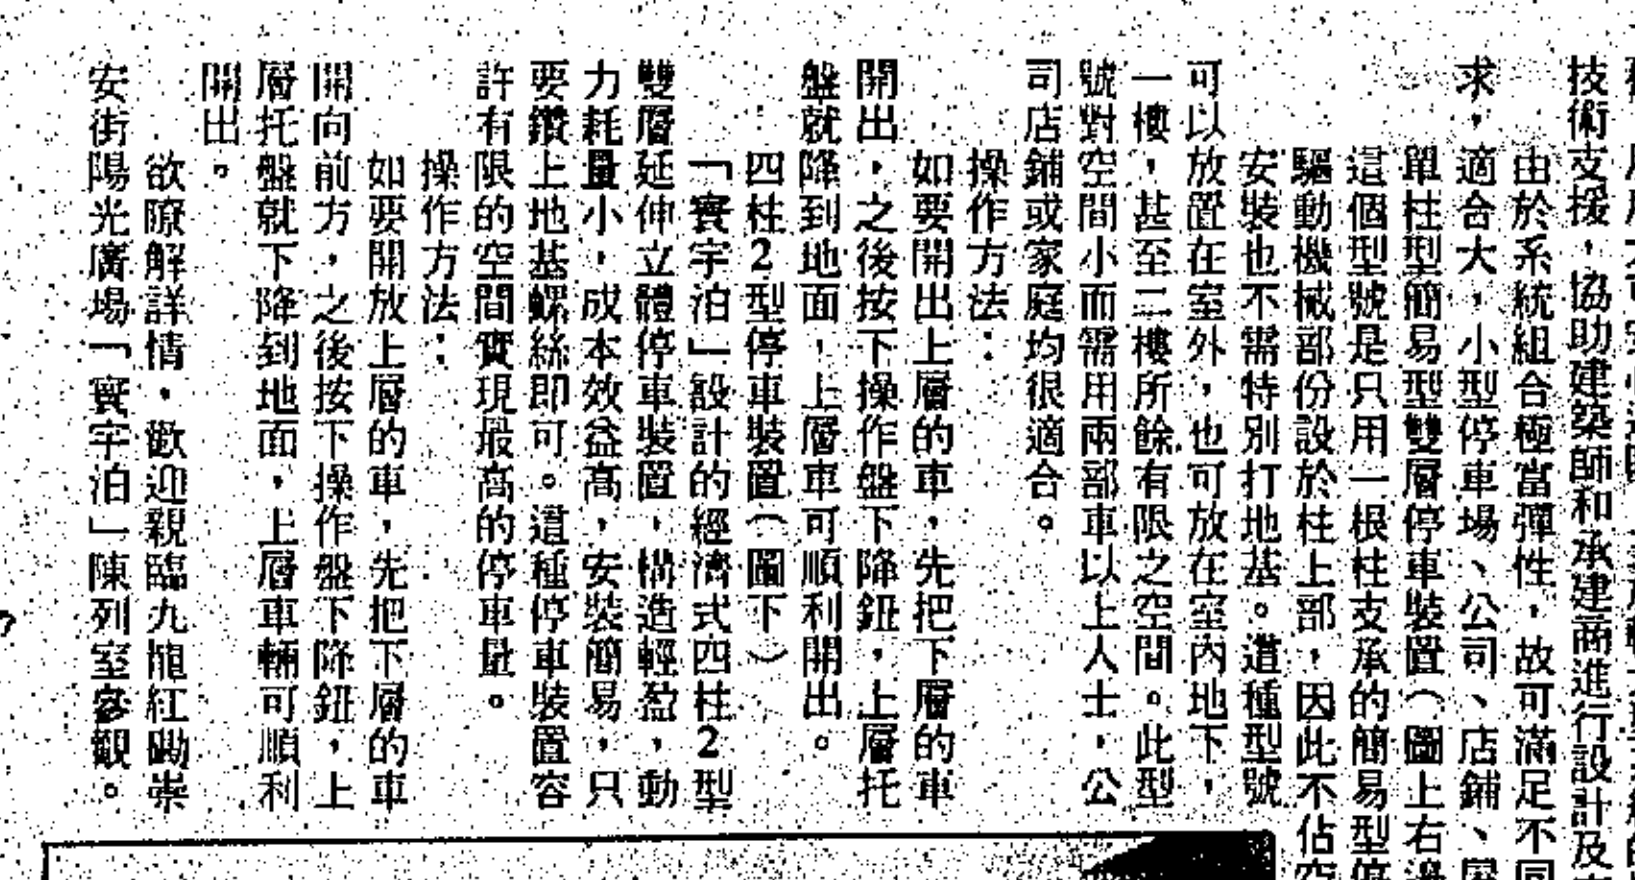 技術支援，協助建築師和承建商進行設計及
由於系統組合極富彈性，故可滿足不同
求，適合大，小型停車場、公司、店鋪、
單柱型簡易型雙層停車裝置（圖上右邊
這個型號是只用一根柱支承的簡易型停
驅動機械部份設於柱上部，因此不佔空
安裝也不需特別打地基。這種型號
可以放置在室外，也可放在室內地下，
一樓，甚至二樓所餘有限之空間。此型
號對空間小而需用兩部車以上人士，公
司店鋪或家庭均很適合。
操作方法：
如要開出上層的車，先把下層的車
開出，之後按下操作盤下降鈕，上層托
盤就降到地面，上層車可順利開出。
四柱2型停車裝置（圖下）
「寰宇泊」設計的經濟式四柱2型
雙層延伸立體停車裝置，構造輕盈，動
力耗量小，成本效益高，安裝簡易，只
要鑽上地基螺絲即可。這種停車裝置容
許有限的空間實現最高的停車量。
操作方法：
如要開放上層的車，先把下層的車
開向前方，之後按下操作盤下降鈕，上
層托盤就下降到地面，上層車輛可順利
開出。
欲瞭解詳情，歡迎親臨九龍紅磡崇
安街陽光廣場「寰宇泊」陳列室參觀。